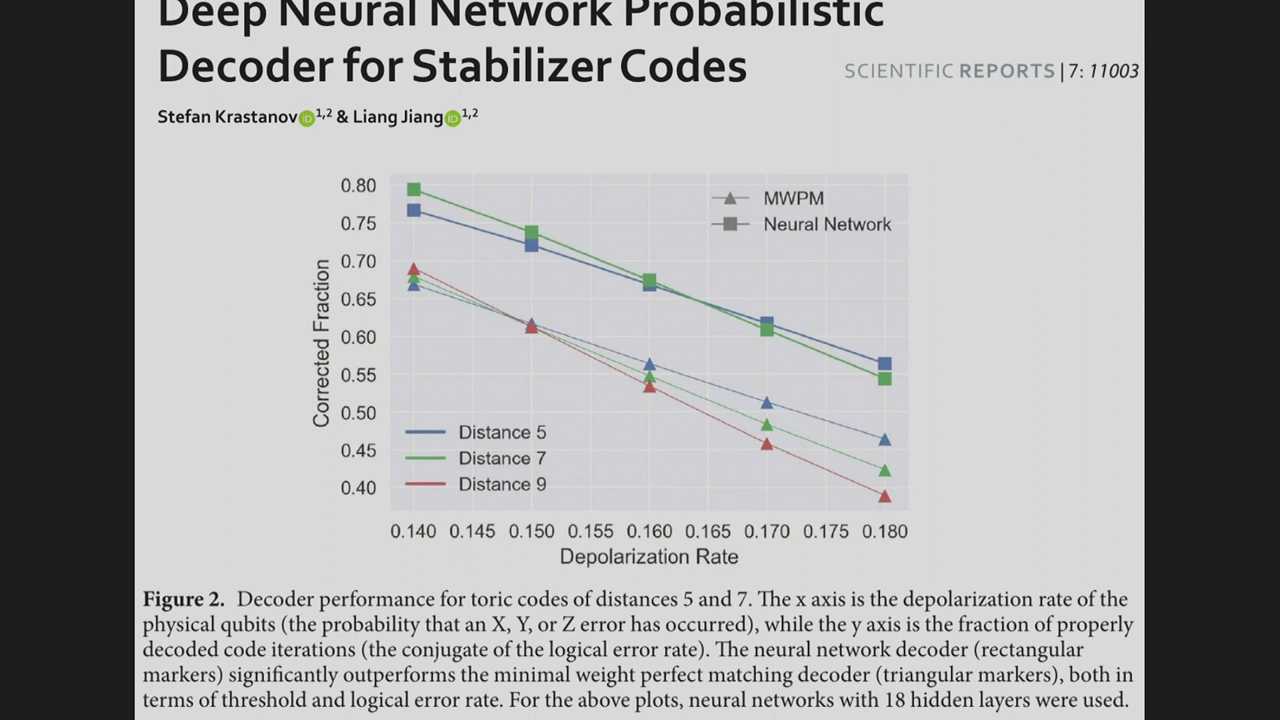 Deep Neural Network Probabilistic
Decoder for Stabilizer Codes
SCIENTIFIC REPORTS | 7: 11003
Stefan Krastanov iD 1,2 & Liang Jiang iD 1,2
0.80
0.75
0.70
0.65
0.60
0.55
0.50
0.45
0.40
Corrected Fraction
MWPM
Neural Network
Distance 5
Distance 7
Distance 9
0.140 0.145 0.150 0.155 0.160 0.165 0.170 0.175 0.180
Depolarization Rate
Figure 2. Decoder performance for toric codes of distances 5 and 7. The x axis is the depolarization rate of the
physical qubits (the probability that an X, Y, or Z error has occurred), while the y axis is the fraction of properly
decoded code iterations (the conjugate of the logical error rate). The neural network decoder (rectangular
markers) significantly outperforms the minimal weight perfect matching decoder (triangular markers), both in
terms of threshold and logical error rate. For the above plots, neural networks with 18 hidden layers were used.